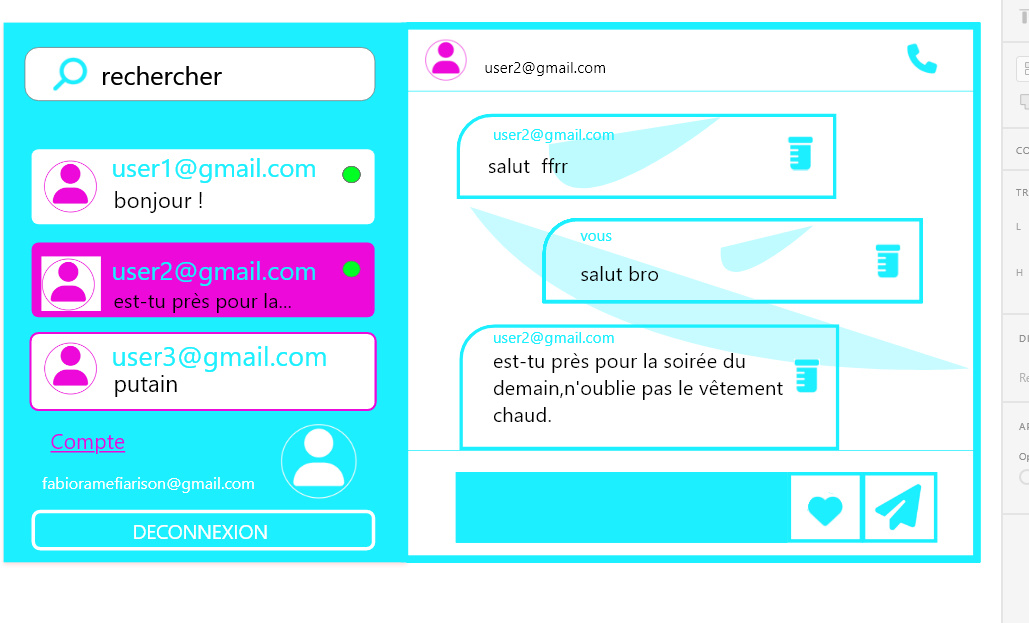 rechercher
user1@gmail.com
bonjour !
user2@gmail.com
est-tu près pour la...
user3@gmail.com
putain
Compte
fabioramefiarison@gmail.com
DECONNEXION
user2@gmail.com
user2@gmail.com
salut ffrr
vous
salut bro
user2@gmail.com
est-tu près pour la soirée du
demain,n'oublie pas le vêtement
chaud.
CO
TR
L
H
Re
Op